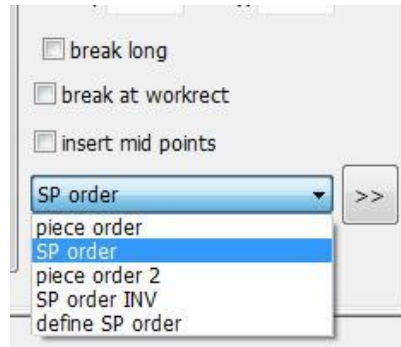 break long
break at workrect
insert mid points
SP order
>>
piece order
SP order
piece order 2
SP order INV
define SP order